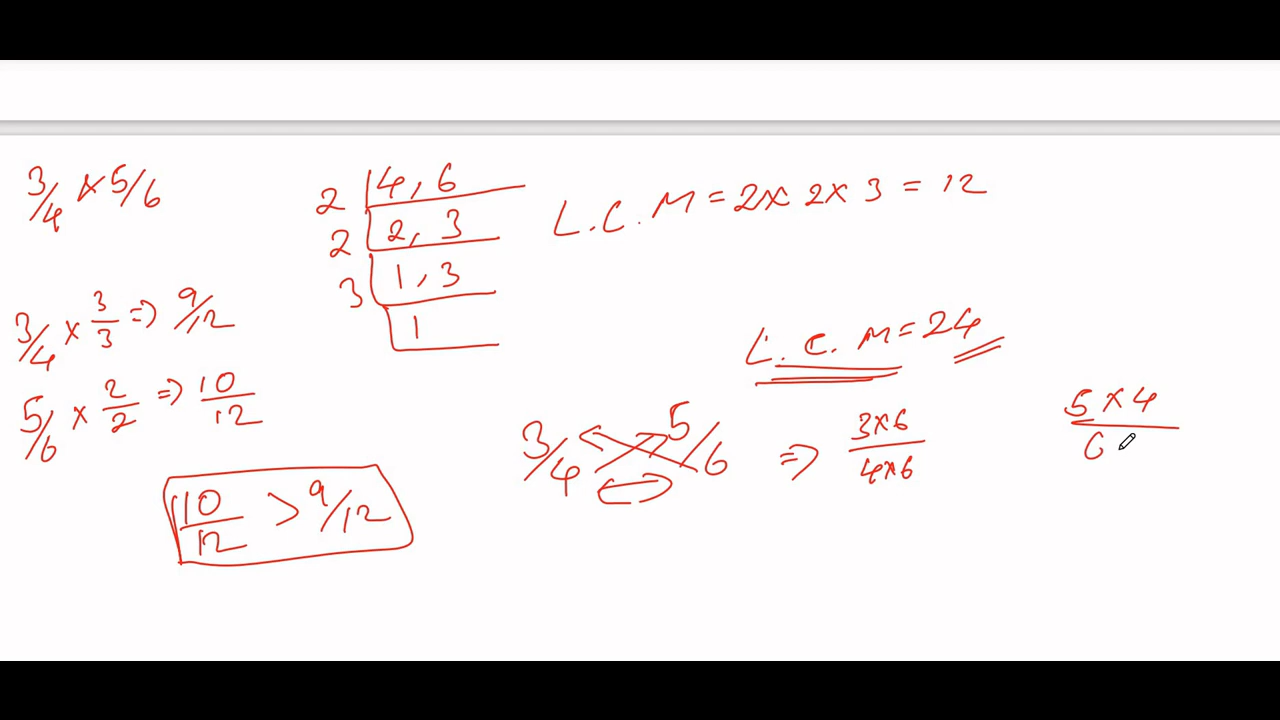 3/4 x 5/6
2 | 4, 6
2 | 2, 3
3 | 1, 3
1
L.C.M = 2x 2x 3 = 12
3/4 x 3/3 => 9/12
5/6 x 2/2 => 10/12
10/12 > 9/12
L.C.M = 24
3/4 5/6 => 3x6/4x6
5x4/6